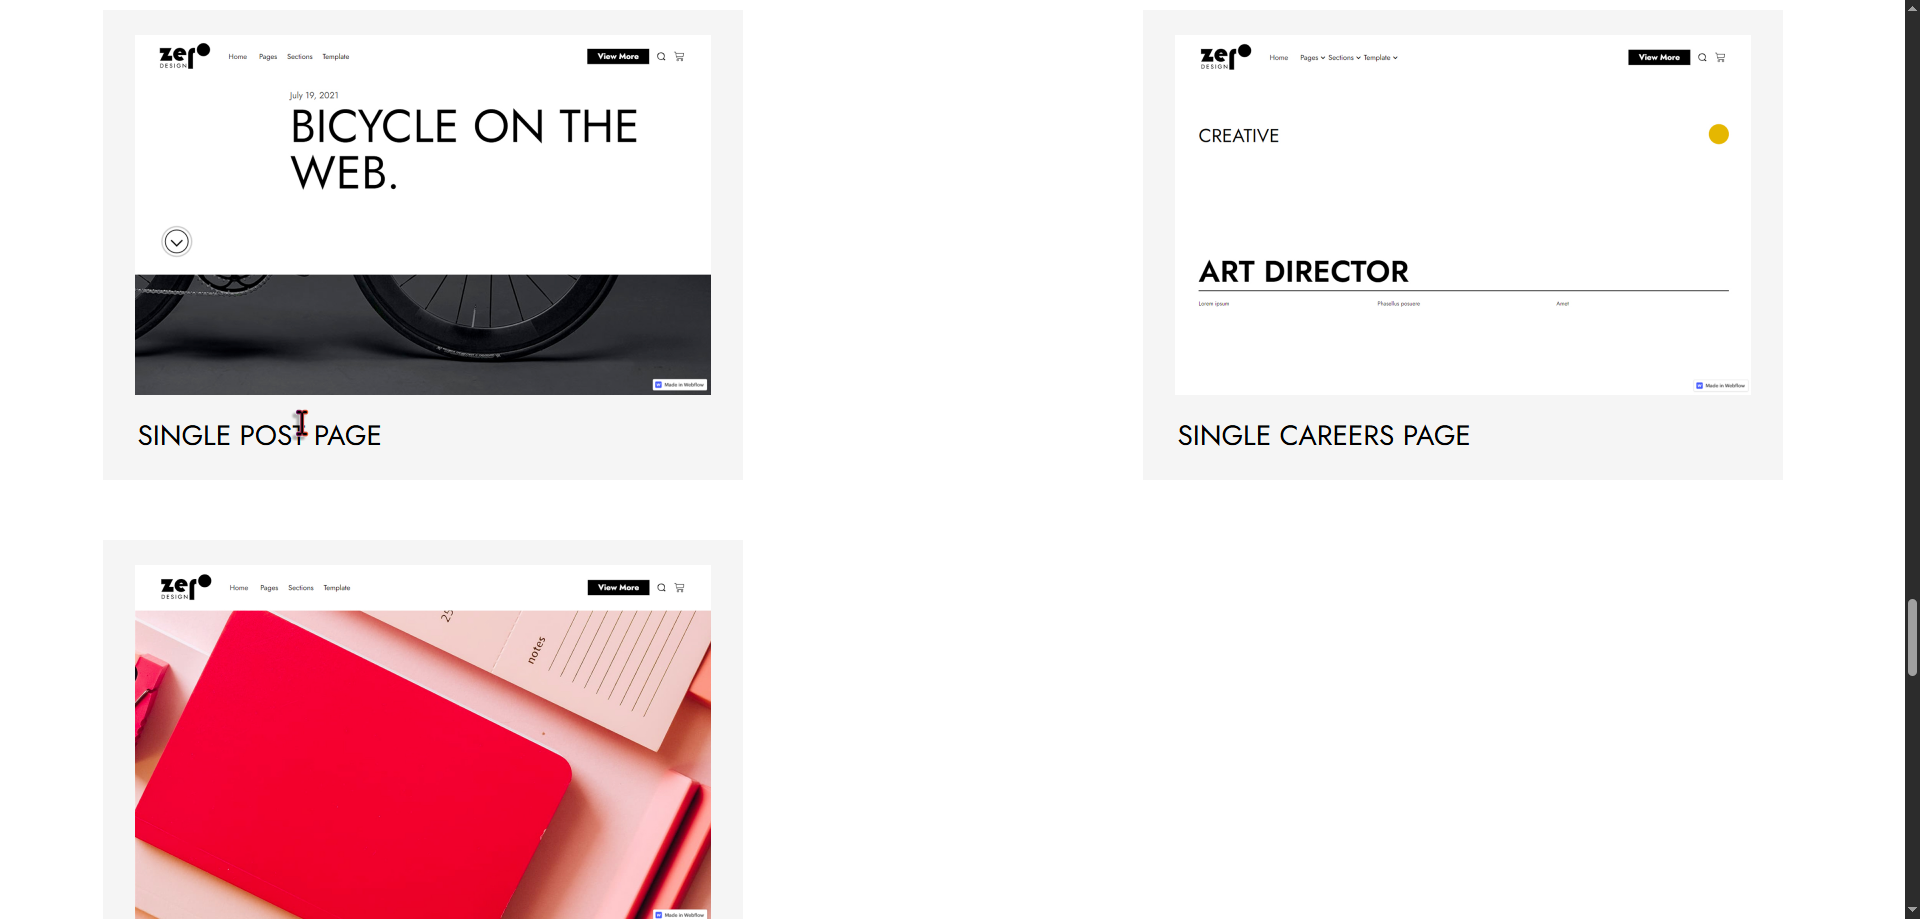 zero
DESIGN
Home Pages Sections Template
View More
July 19, 2021
BICYCLE ON THE
WEB.
Made in Webflow
SINGLE POST PAGE
zero
DESIGN
Home Pages Sections Template
View More
CREATIVE
ART DIRECTOR
Lorem ipsum Phasellus posuere Amet
Made in Webflow
SINGLE CAREERS PAGE
zero
DESIGN
Home Pages Sections Template
View More
25
notes
Made in Webflow